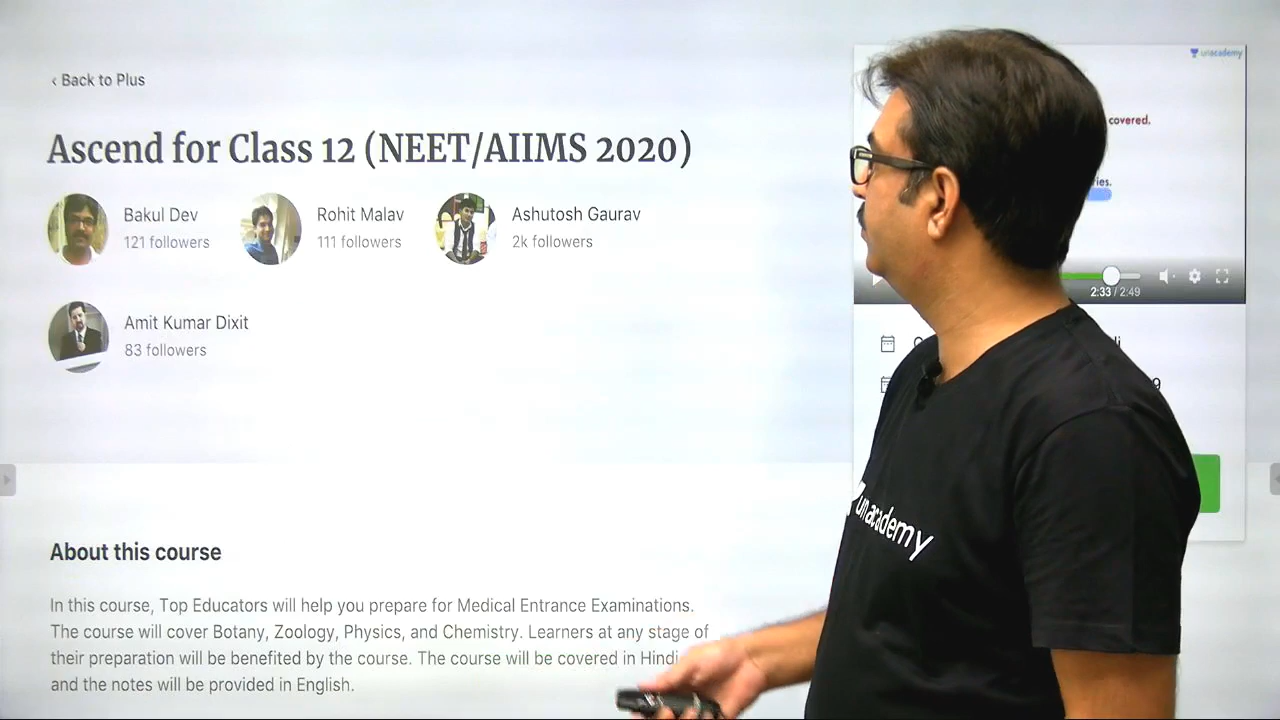 ‹ Back to Plus
Ascend for Class 12 (NEET/AIIMS 2020)
Bakul Dev
121 followers
Rohit Malav
111 followers
Ashutosh Gaurav
2k followers
Amit Kumar Dixit
83 followers
unacademy
covered.
2:33 / 2:49
unacademy
About this course
In this course, Top Educators will help you prepare for Medical Entrance Examinations.
The course will cover Botany, Zoology, Physics, and Chemistry. Learners at any stage of
their preparation will be benefited by the course. The course will be covered in Hindi
and the notes will be provided in English.